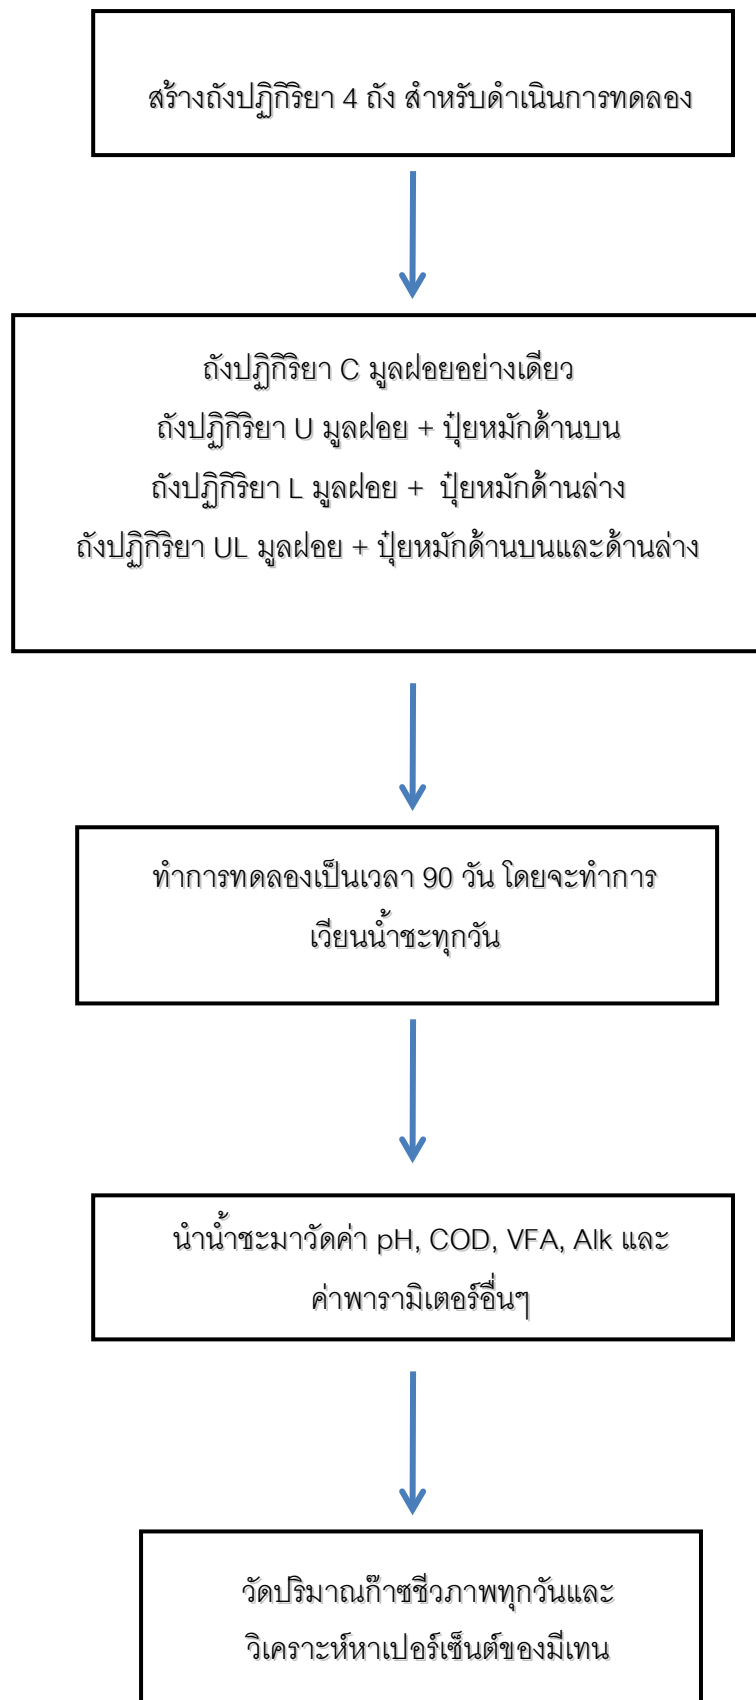 สร้างถังปฏิกิริยา 4 ถัง สำหรับดำเนินการทดลอง
ถังปฏิกิริยา C มูลฝอยอย่างเดียว
ถังปฏิกิริยา U มูลฝอย + ปุ๋ยหมักด้านบน
ถังปฏิกิริยา L มูลฝอย + ปุ๋ยหมักด้านล่าง
ถังปฏิกิริยา UL มูลฝอย + ปุ๋ยหมักด้านบนและด้านล่าง
ทำการทดลองเป็นเวลา 90 วัน โดยจะทำการ
เวียนน้ำชะทุกวัน
นำน้ำชะมาวัดค่า pH, COD, VFA, Alk และ
ค่าพารามิเตอร์อื่นๆ
วัดปริมาณก๊าซชีวภาพทุกวันและ
วิเคราะห์หาเปอร์เซ็นต์ของมีเทน